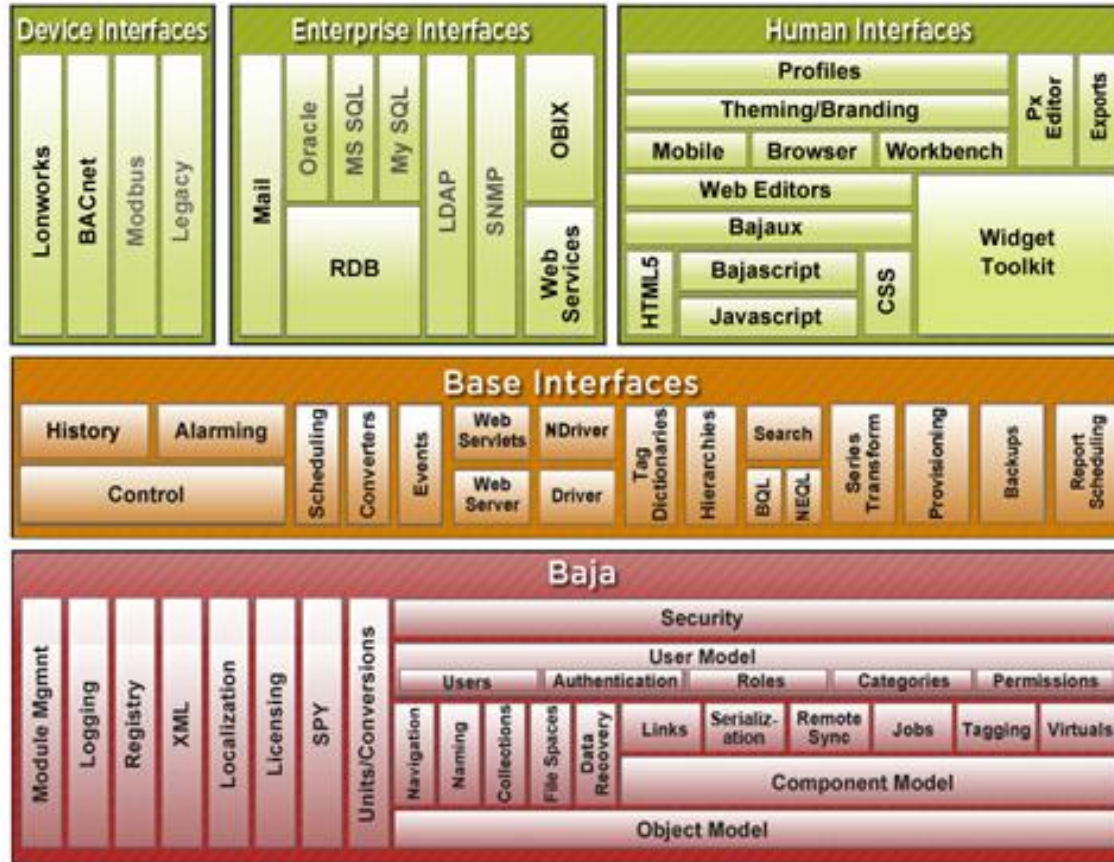 Device Interfaces
Lonworks
BACnet
Modbus
Legacy
Enterprise Interfaces
Mail
Oracle
MS SQL
My SQL
RDB
LDAP
SNMP
OBIX
Web
Services
Human Interfaces
Profiles
Theming/Branding
Mobile
Browser
Workbench
Px
Editor
Exports
Web Editors
Bajaux
HTML5
Bajascript
Javascript
CSS
Widget
Toolkit
Base Interfaces
History
Alarming
Control
Scheduling
Converters
Events
Web
Servlets
NDriver
Web
Server
Driver
Tag
Dictionaries
Hierarchies
Search
BQL
NEQL
Series
Transform
Provisioning
Backups
Report
Scheduling
Baja
Module Mgmnt
Logging
Registry
XML
Localization
Licensing
SPY
Units/Conversions
Security
User Model
Users
Authentication
Roles
Categories
Permissions
Navigation
Naming
Collections
File Spaces
Data
Recovery
Links
Serializ-
ation
Remote
Sync
Jobs
Tagging
Virtuals
Component Model
Object Model